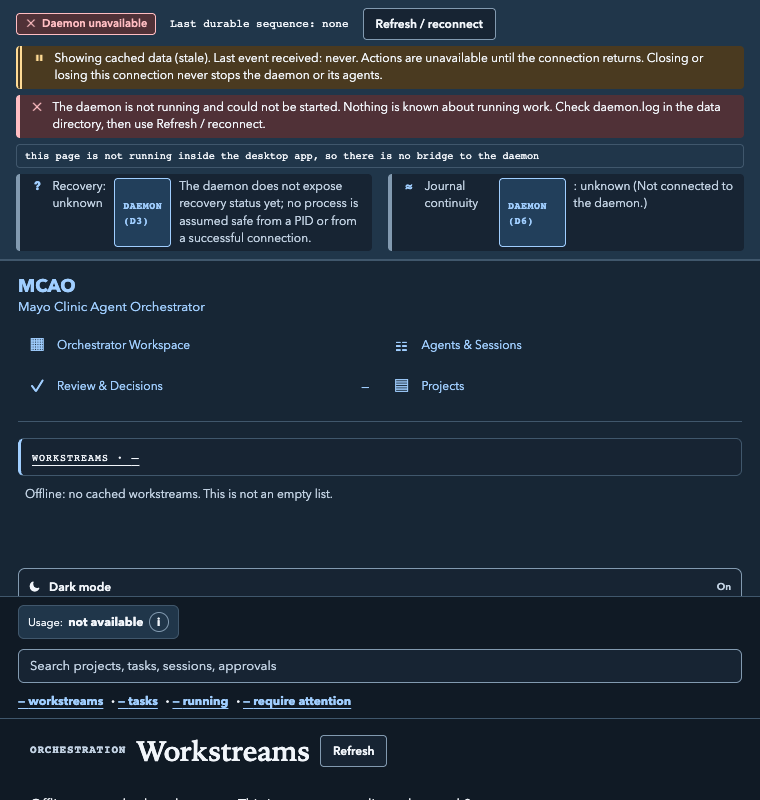 Daemon unavailable
Last durable sequence: none
Refresh / reconnect
Showing cached data (stale). Last event received: never. Actions are unavailable until the connection returns. Closing or
losing this connection never stops the daemon or its agents.
The daemon is not running and could not be started. Nothing is known about running work. Check daemon.log in the data
directory, then use Refresh / reconnect.
this page is not running inside the desktop app, so there is no bridge to the daemon
? Recovery:
unknown
DAEMON
(D3)
The daemon does not expose
recovery status yet; no process is
assumed safe from a PID or from
a successful connection.
≈ Journal
continuity
DAEMON
(D6)
: unknown (Not connected to
the daemon.)
MCAO
Mayo Clinic Agent Orchestrator
Orchestrator Workspace
Agents & Sessions
Review & Decisions —
Projects
WORKSTREAMS · —
Offline: no cached workstreams. This is not an empty list.
Dark mode
On
Usage: not available i
Search projects, tasks, sessions, approvals
— workstreams · — tasks · — running · — require attention
ORCHESTRATION Workstreams Refresh